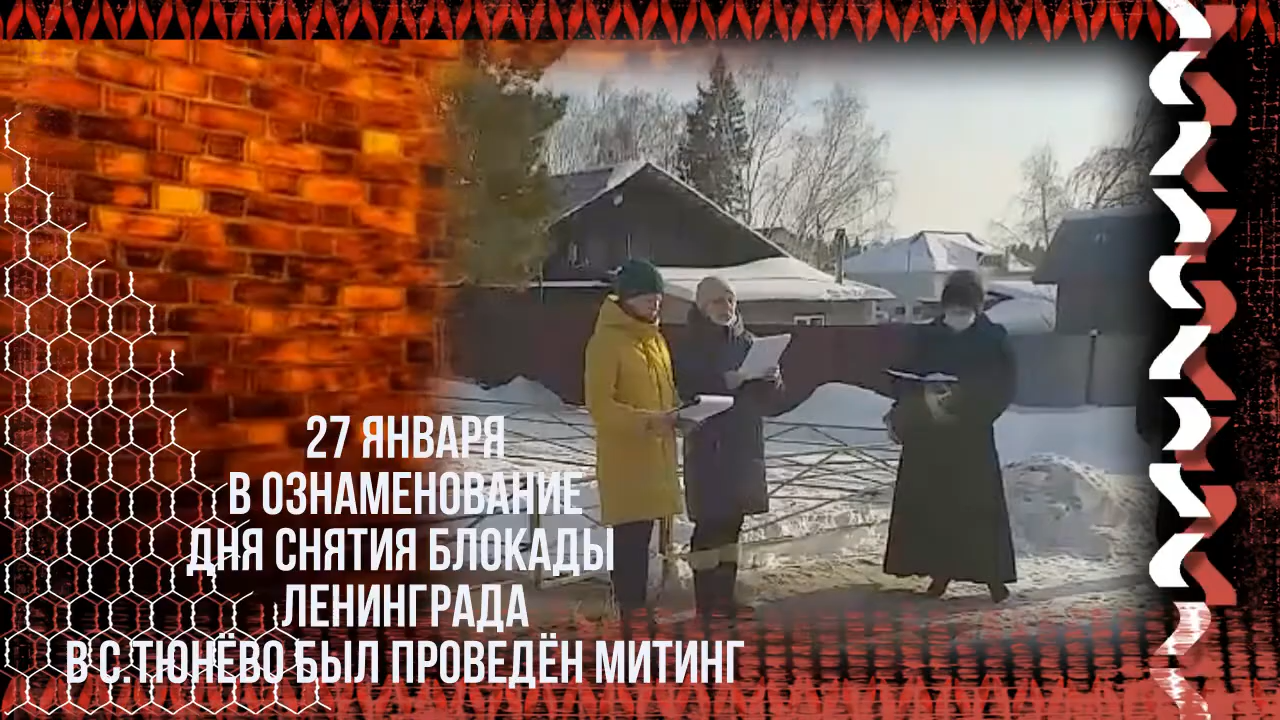 27 ЯНВАРЯ
В ОЗНАМЕНОВАНИЕ
ДНЯ СНЯТИЯ БЛОКАДЫ
ЛЕНИНГРАДА
В С.ТЮНЁВО БЫЛ ПРОВЕДЁН МИТИНГ